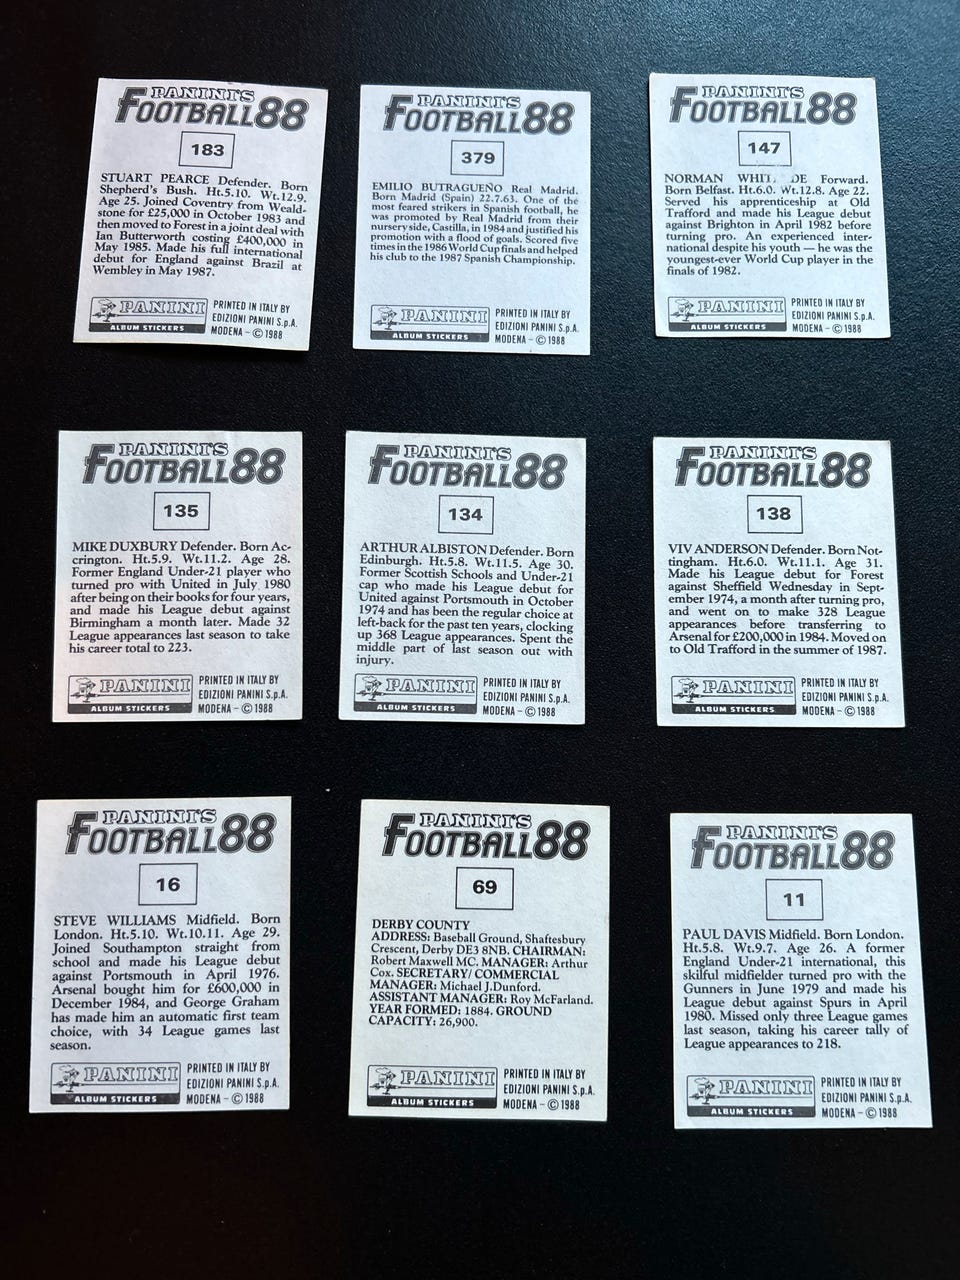 PANINI'S
FOOTBALL 88
183
STUART PEARCE Defender. Born
Shepherd's Bush. Ht.5.10. Wt.12.9.
Age 25. Joined Coventry from Weald-
stone for £25,000 in October 1983 and
then moved to Forest in a joint deal with
Ian Butterworth costing £400,000 in
May 1985. Made his full international
debut for England against Brazil at
Wembley in May 1987.
PANINI
ALBUM STICKERS
PRINTED IN ITALY BY
EDIZIONI PANINI S.p.A.
MODENA - © 1988
PANINI'S
FOOTBALL 88
379
EMILIO BUTRAGUEÑO Real Madrid.
Born Madrid (Spain) 22.7.63. One of the
most feared strikers in Spanish football, he
was promoted by Real Madrid from their
nursery side, Castilla, in 1984 and justified his
promotion with a flood of goals. Scored five
times in the 1986 World Cup finals and helped
his club to the 1987 Spanish Championship.
PANINI
ALBUM STICKERS
PRINTED IN ITALY BY
EDIZIONI PANINI S.p.A.
MODENA - © 1988
PANINI'S
FOOTBALL 88
147
NORMAN Forward.
Born Belfast. Ht.6.0. Wt.12.8. Age 22.
Served his apprenticeship at Old
Trafford and made his League debut
against Brighton in April 1982 before
turning pro. An experienced inter-
national despite his youth — he was the
youngest-ever World Cup player in the
finals of 1982.
PANINI
ALBUM STICKERS
PRINTED IN ITALY BY
EDIZIONI PANINI S.p.A.
MODENA - © 1988
PANINI'S
FOOTBALL 88
135
MIKE DUXBURY Defender. Born Ac-
crington. Ht.5.9. Wt.11.2. Age 28.
Former England Under-21 player who
turned pro with United in July 1980
after being on their books for four years,
and made his League debut against
Birmingham a month later. Made 32
League appearances last season to take
his career total to 223.
PANINI
ALBUM STICKERS
PRINTED IN ITALY BY
EDIZIONI PANINI S.p.A.
MODENA - © 1988
PANINI'S
FOOTBALL 88
134
ARTHUR ALBISTON Defender. Born
Edinburgh. Ht.5.8. Wt.11.5. Age 30.
Former Scottish Schools and Under-21
cap who made his League debut for
United against Portsmouth in October
1974 and has been the regular choice at
left-back for the past ten years, clocking
up 368 League appearances. Spent the
middle part of last season out with
injury.
PANINI
ALBUM STICKERS
PRINTED IN ITALY BY
EDIZIONI PANINI S.p.A.
MODENA - © 1988
PANINI'S
FOOTBALL 88
138
VIV ANDERSON Defender. Born Not-
tingham. Ht.6.0. Wt.11.1. Age 31.
Made his League debut for Forest
against Sheffield Wednesday in Sept-
ember 1974, a month after turning pro,
and went on to make 328 League
appearances before transferring to
Arsenal for £200,000 in 1984. Moved on
to Old Trafford in the summer of 1987.
PANINI
ALBUM STICKERS
PRINTED IN ITALY BY
EDIZIONI PANINI S.p.A.
MODENA - © 1988
PANINI'S
FOOTBALL 88
16
STEVE WILLIAMS Midfield. Born
London. Ht.5.10. Wt.10.11. Age 29.
Joined Southampton straight from
school and made his League debut
against Portsmouth in April 1976.
Arsenal bought him for £600,000 in
December 1984, and George Graham
has made him an automatic first team
choice, with 34 League games last
season.
PANINI
ALBUM STICKERS
PRINTED IN ITALY BY
EDIZIONI PANINI S.p.A.
MODENA - © 1988
PANINI'S
FOOTBALL 88
69
DERBY COUNTY
ADDRESS: Baseball Ground, Shaftesbury
Crescent, Derby DE3 8NB. CHAIRMAN:
Robert Maxwell MC. MANAGER: Arthur
Cox. SECRETARY/ COMMERCIAL
MANAGER: Michael J.Dunford.
ASSISTANT MANAGER: Roy McFarland.
YEAR FORMED: 1884. GROUND
CAPACITY: 26,900.
PANINI
ALBUM STICKERS
PRINTED IN ITALY BY
EDIZIONI PANINI S.p.A.
MODENA - © 1988
PANINI'S
FOOTBALL 88
11
PAUL DAVIS Midfield. Born London.
Ht.5.8. Wt.9.7. Age 26. A former
England Under-21 international, this
skilful midfielder turned pro with the
Gunners in June 1979 and made his
League debut against Spurs in April
1980. Missed only three League games
last season, taking his career tally of
League appearances to 218.
PANINI
ALBUM STICKERS
PRINTED IN ITALY BY
EDIZIONI PANINI S.p.A.
MODENA - © 1988